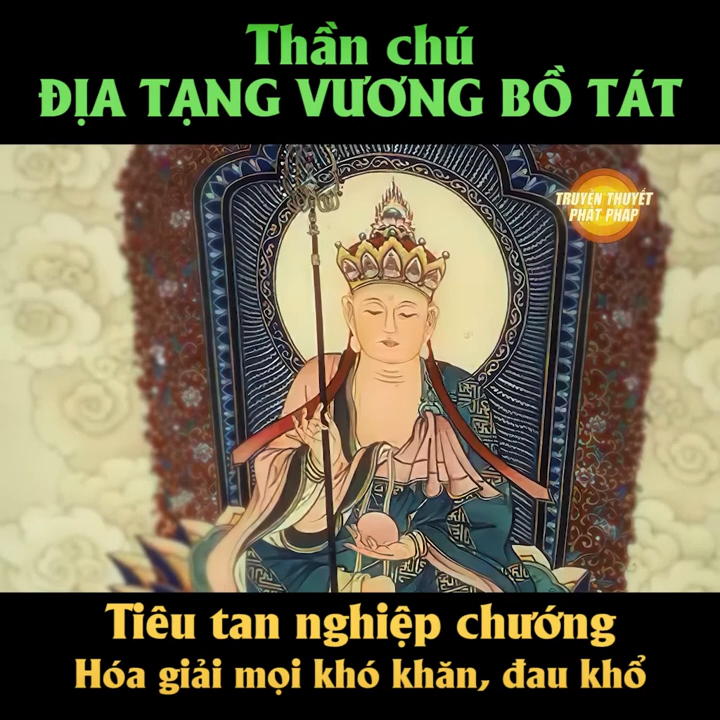 Thần chú
ĐỊA TẠNG VƯƠNG BỒ TÁT
TRUYỀN THUYẾT
PHẬT PHÁP
Tiêu tan nghiệp chướng
Hóa giải mọi khó khăn, đau khổ